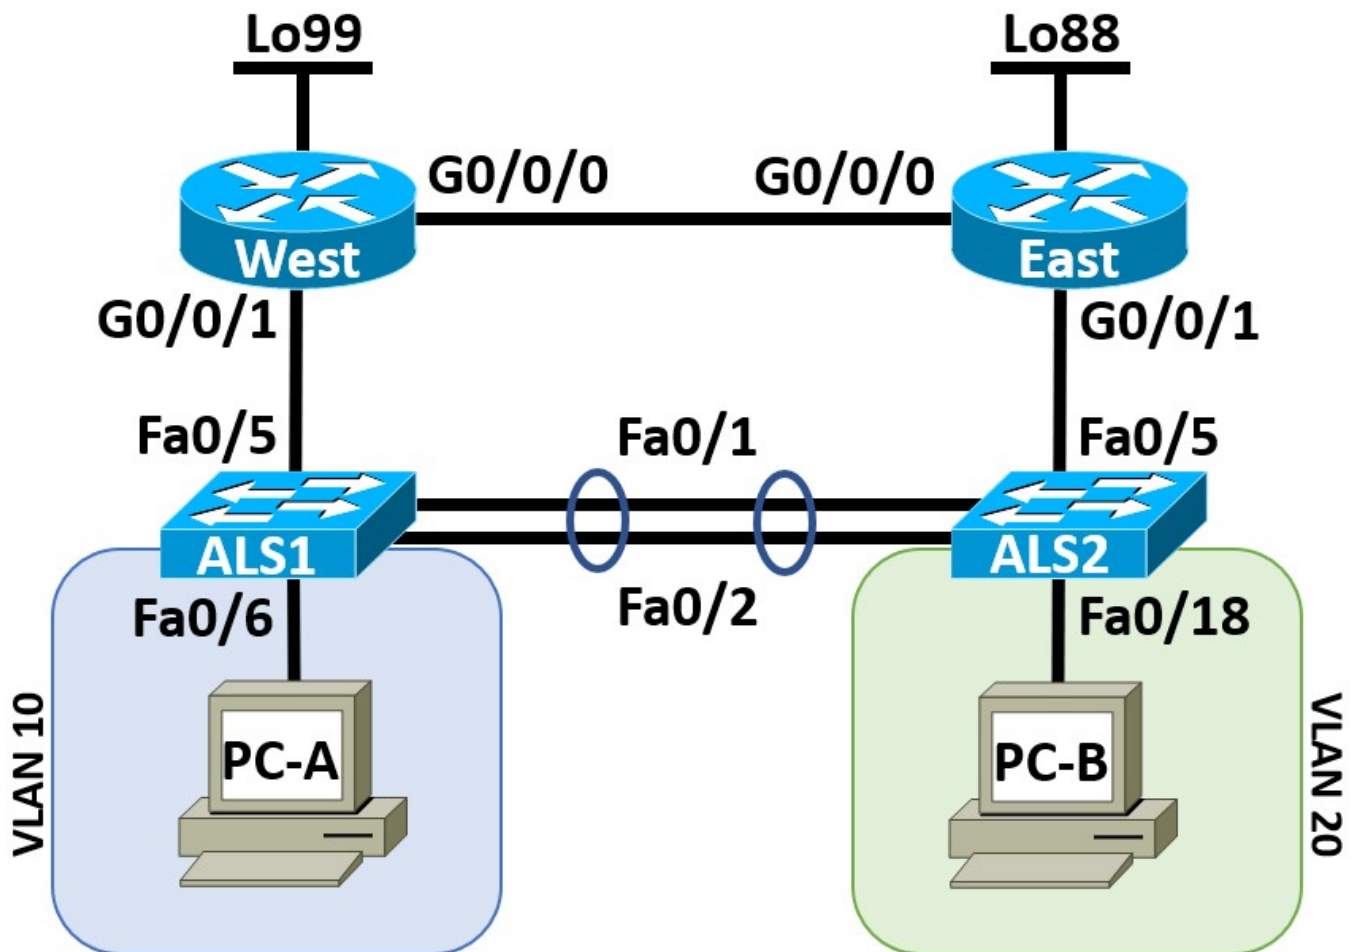 Lo99
Lo88
G0/0/0
G0/0/0
West
East
G0/0/1
G0/0/1
Fa0/5
Fa0/1
Fa0/5
ALS1
ALS2
Fa0/6
Fa0/2
Fa0/18
VLAN 10
PC-A
PC-B
VLAN 20